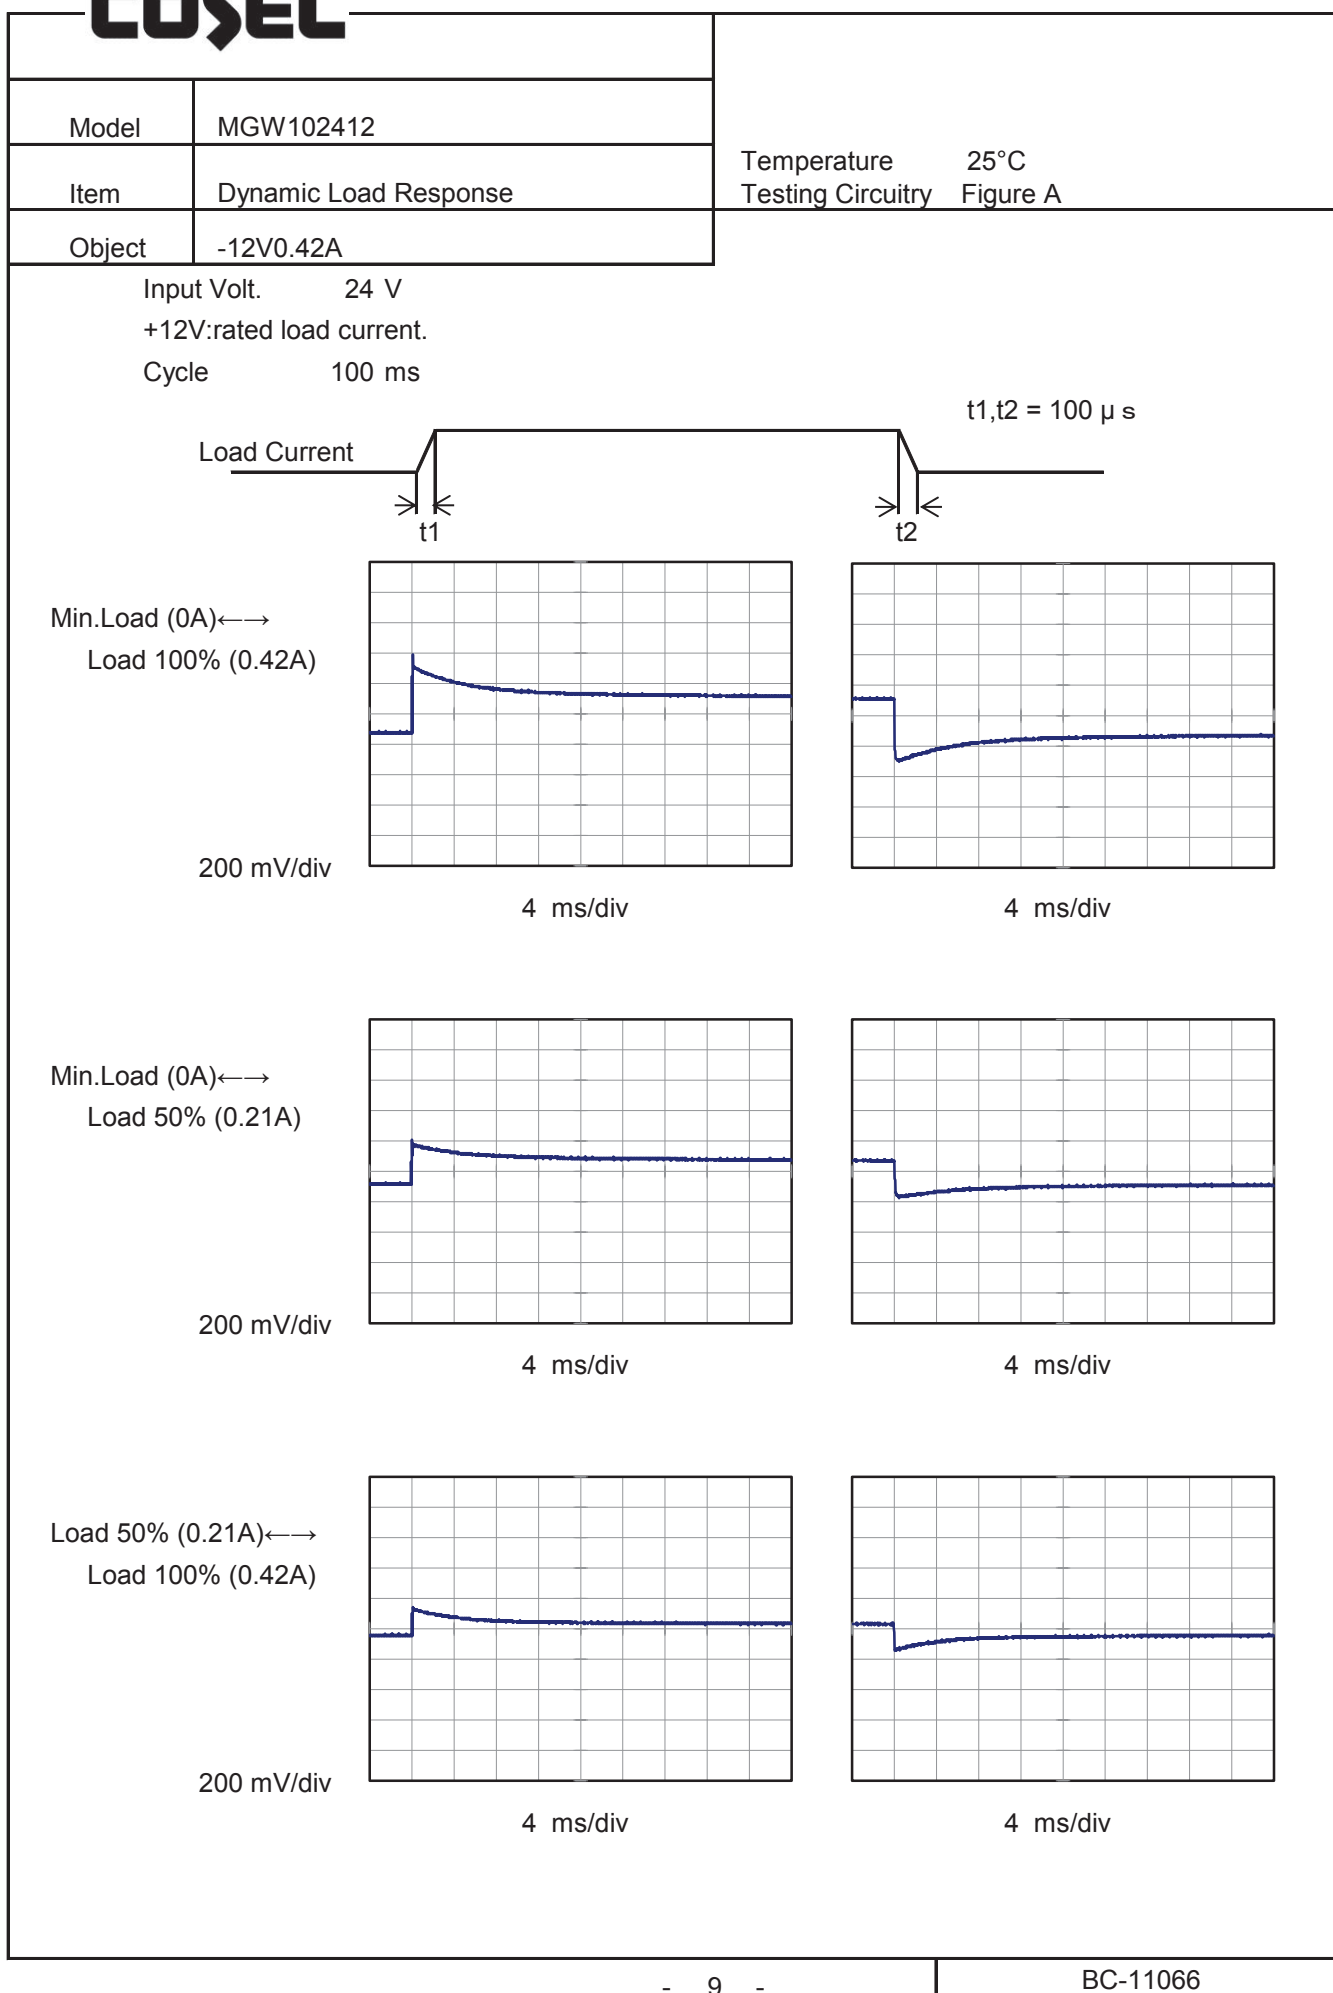 COSEL
Model MGW102412
Item Dynamic Load Response
Object -12V0.42A
Temperature 25°C
Testing Circuitry Figure A
Input Volt. 24 V
+12V:rated load current.
Cycle 100 ms
t1,t2 = 100 μs
Load Current
t1 t2
Min.Load (0A)←→
Load 100% (0.42A)
200 mV/div
4 ms/div 4 ms/div
Min.Load (0A)←→
Load 50% (0.21A)
200 mV/div
4 ms/div 4 ms/div
Load 50% (0.21A)←→
Load 100% (0.42A)
200 mV/div
4 ms/div 4 ms/div
- 9 -
BC-11066